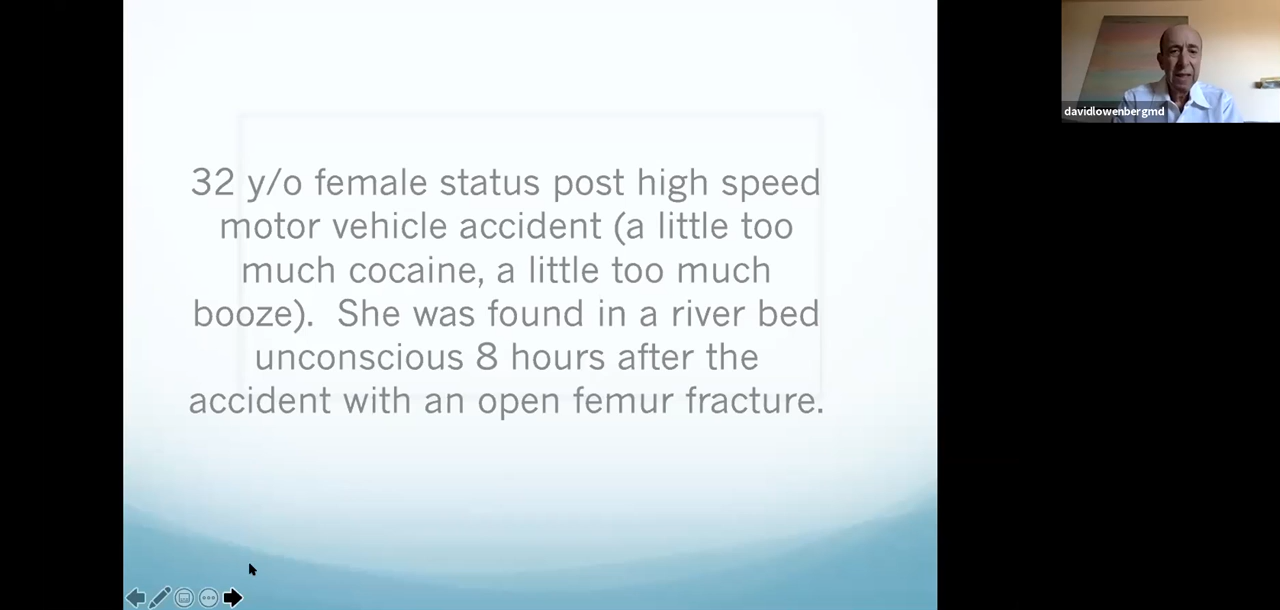 32 y/o female status post high speed
motor vehicle accident (a little too
much cocaine, a little too much
booze).  She was found in a river bed
unconscious 8 hours after the
accident with an open femur fracture.
davidlowenbergmd